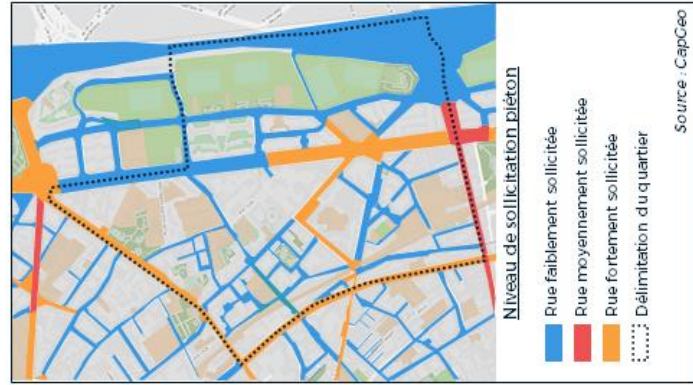 Niveau de sollicitation piéton
Rue faiblement sollicitée
Rue moyennement sollicitée
Rue fortement sollicitée
Délimitation du quartier
Source : CapGeo